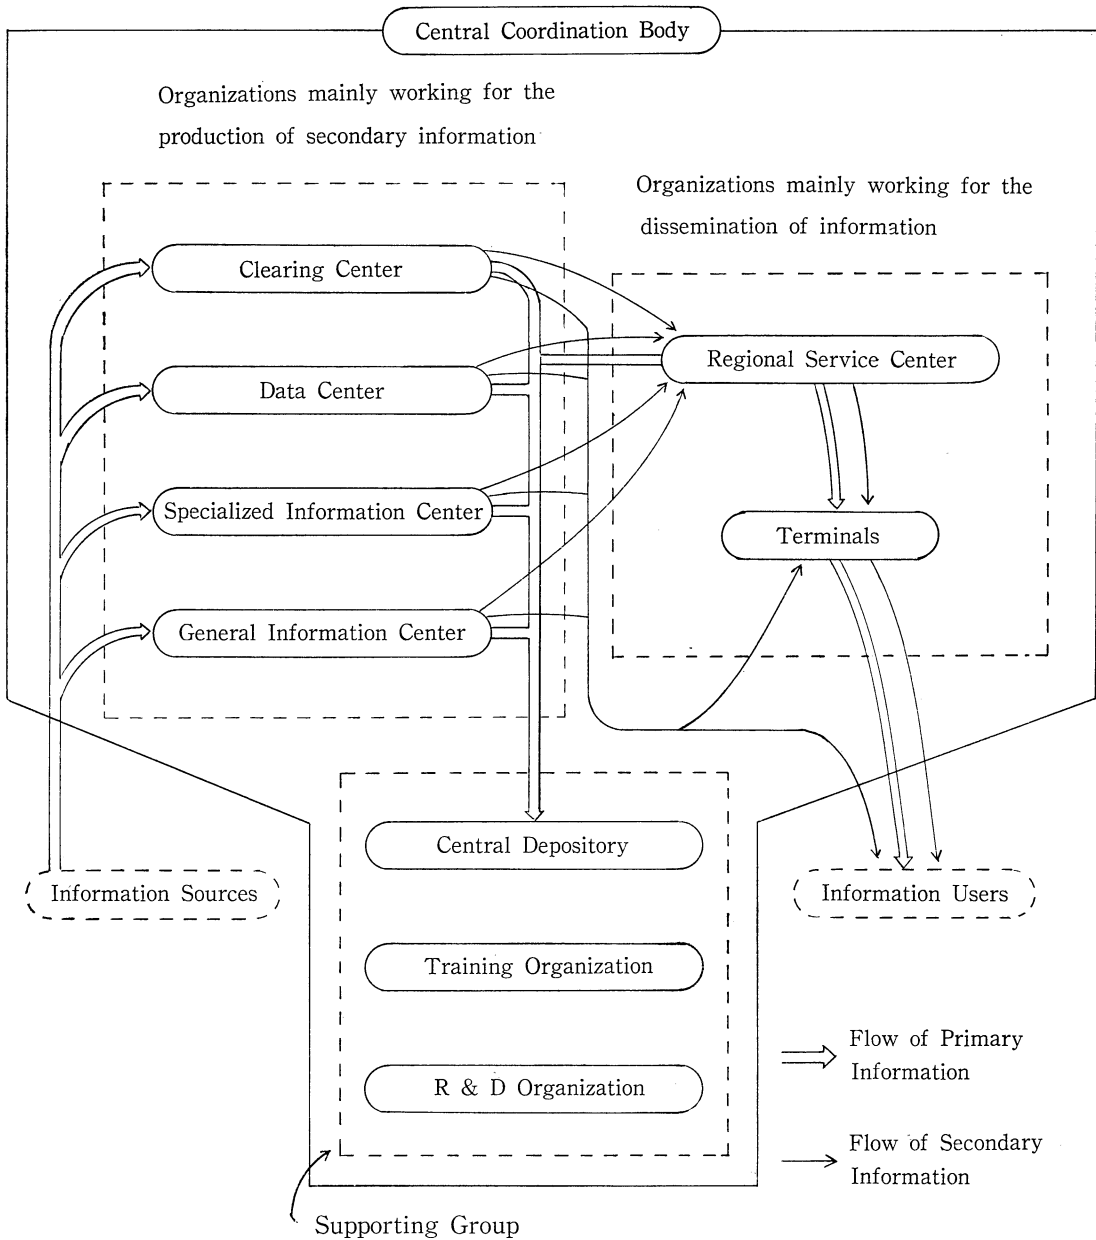 Central Coordination Body
Organizations mainly working for the
production of secondary information
Organizations mainly working for the
dissemination of information
Clearing Center
Regional Service Center
Data Center
Specialized Information Center
Terminals
General Information Center
Central Depository
Information Sources
Information Users
Training Organization
Flow of Primary
Information
R & D Organization
Flow of Secondary
Information
Supporting Group